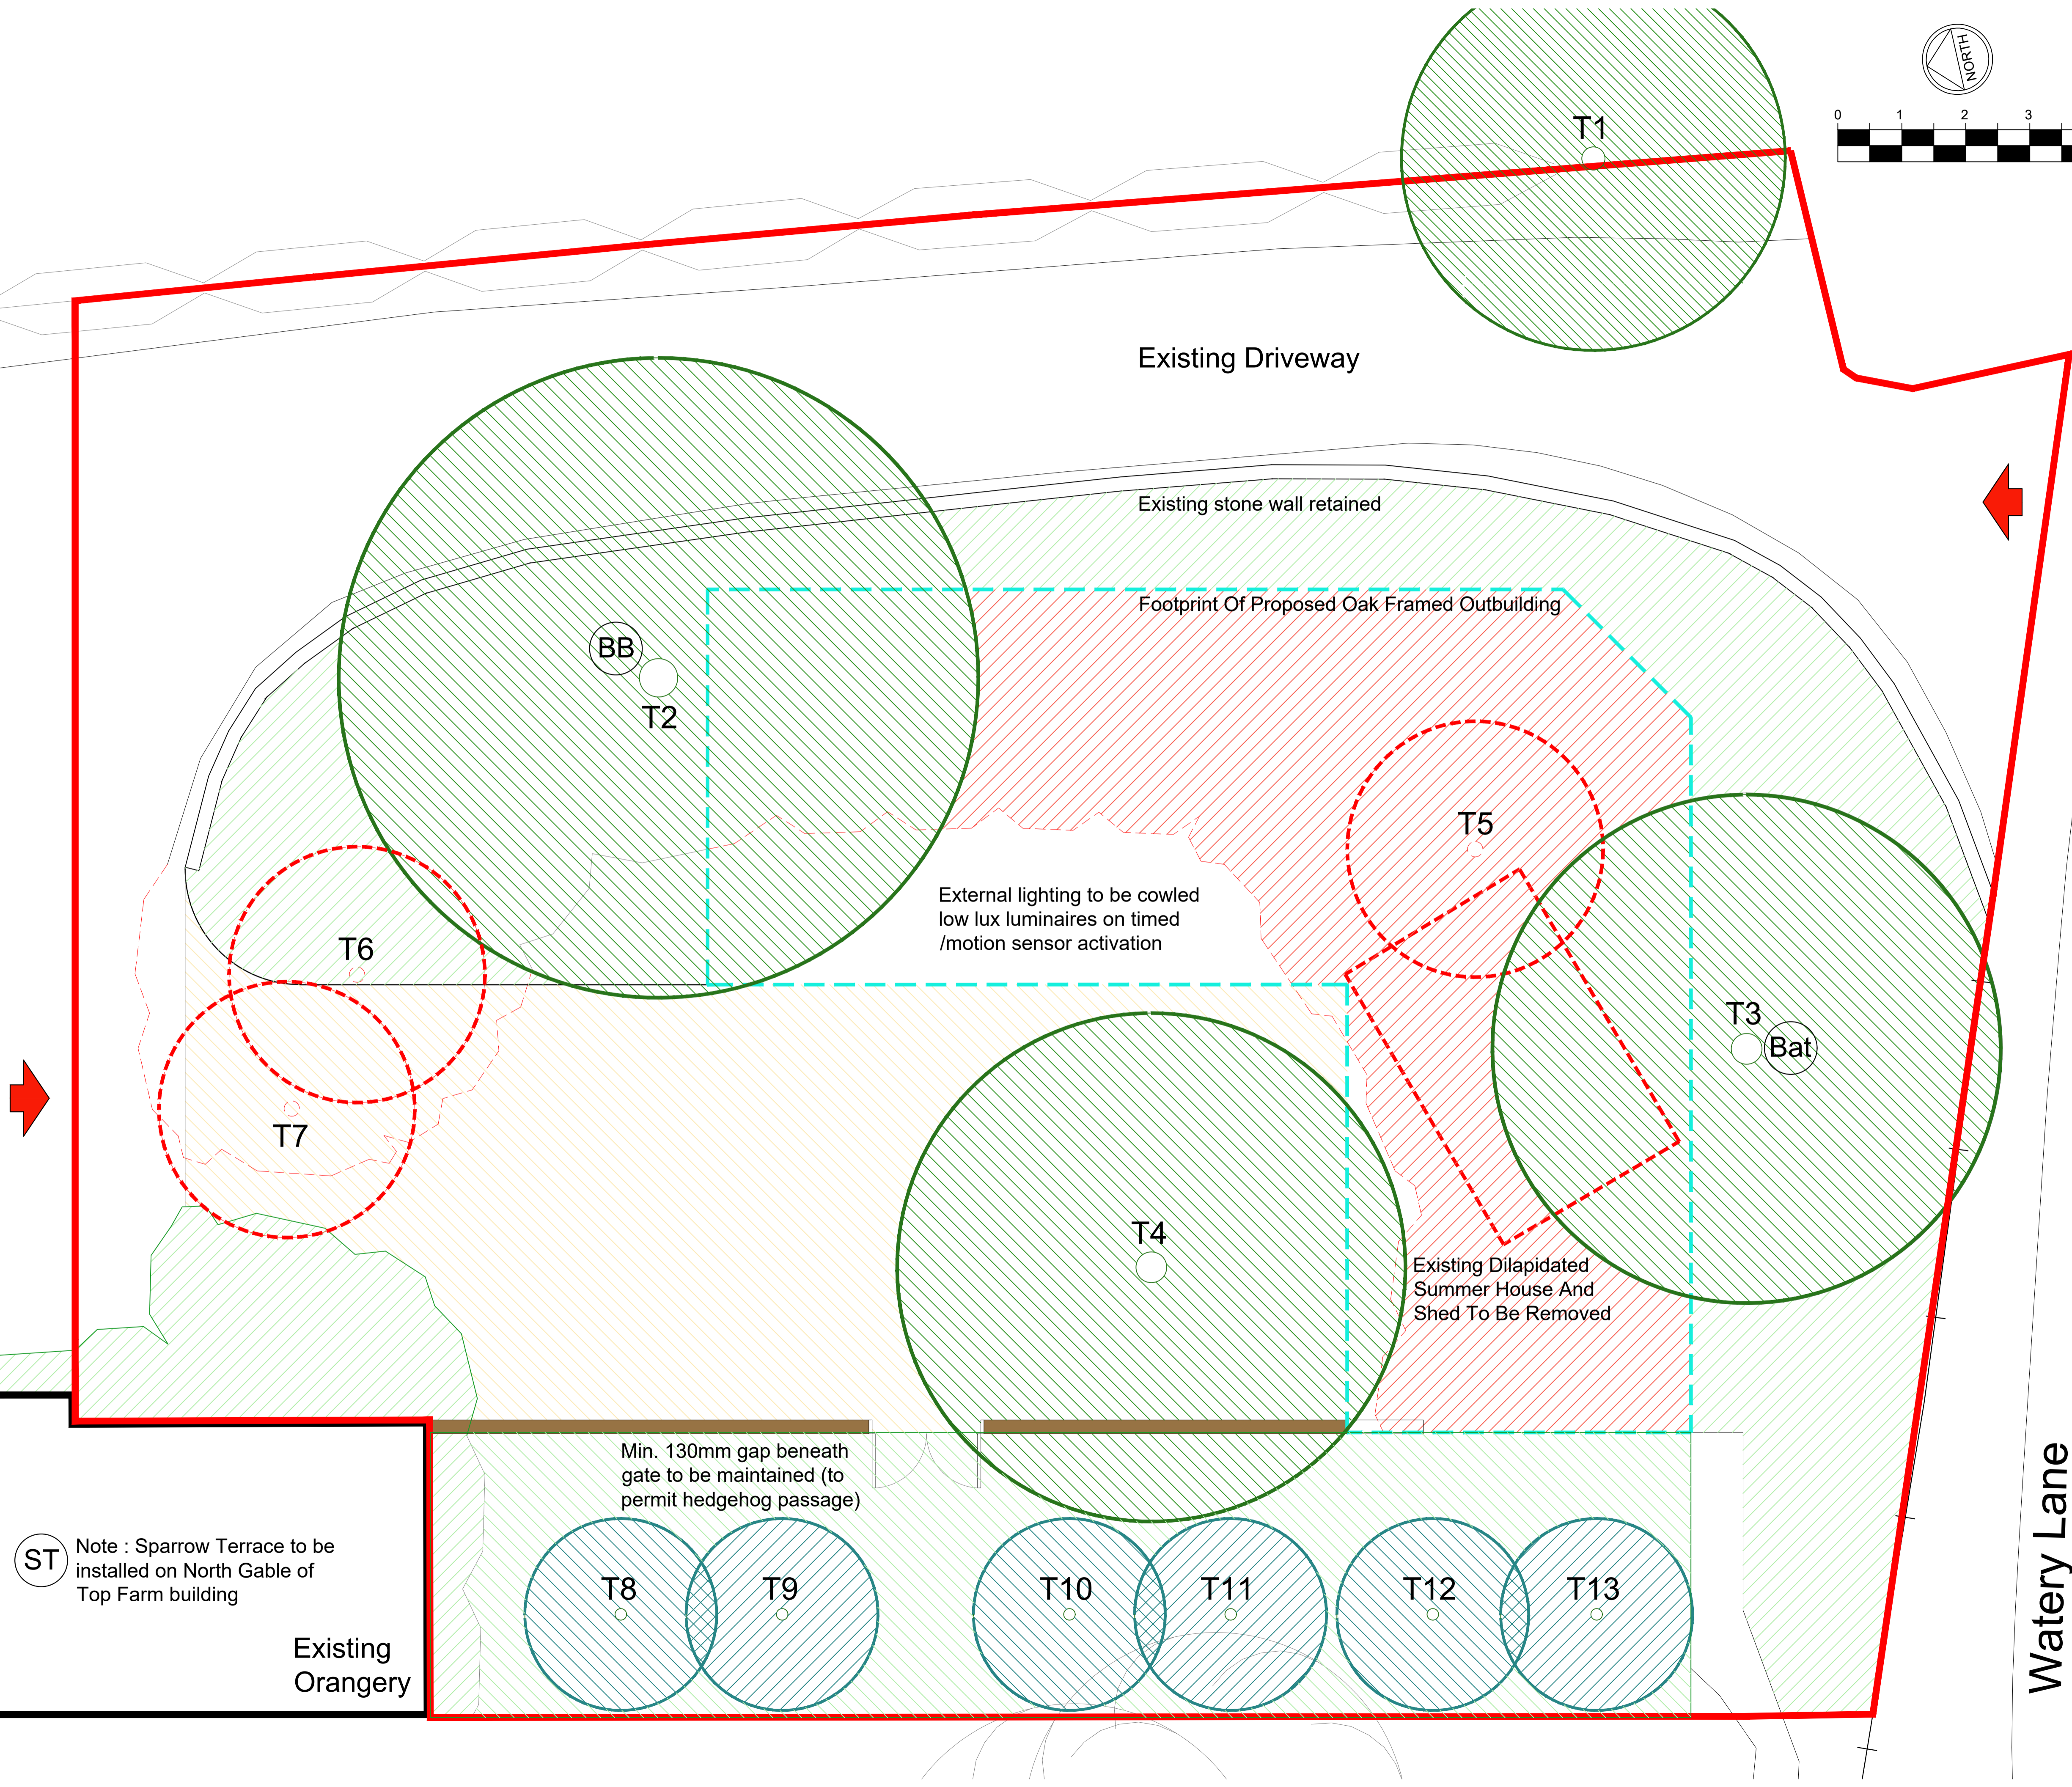 T1
NORTH
0 1 2 3
Existing Driveway
Existing stone wall retained
Footprint Of Proposed Oak Framed Outbuilding
BB
T2
T5
External lighting to be cowled
low lux luminaires on timed
/motion sensor activation
T6
T3
Bat
T7
T4
Existing Dilapidated
Summer House And
Shed To Be Removed
Min. 130mm gap beneath
gate to be maintained (to
permit hedgehog passage)
ST
Note : Sparrow Terrace to be
installed on North Gable of
Top Farm building
T8
T9
T10
T11
T12
T13
Existing
Orangery
Watery Lane